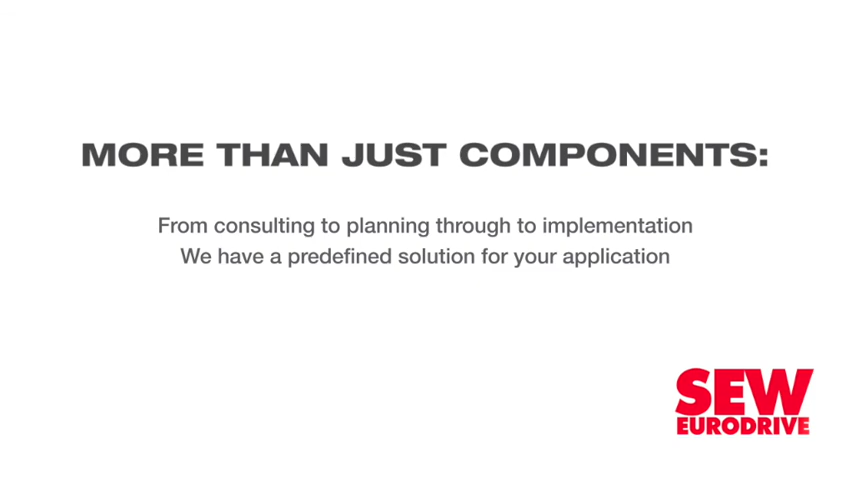 MORE THAN JUST COMPONENTS:
From consulting to planning through to implementation
We have a predefined solution for your application
SEW
EURODRIVE